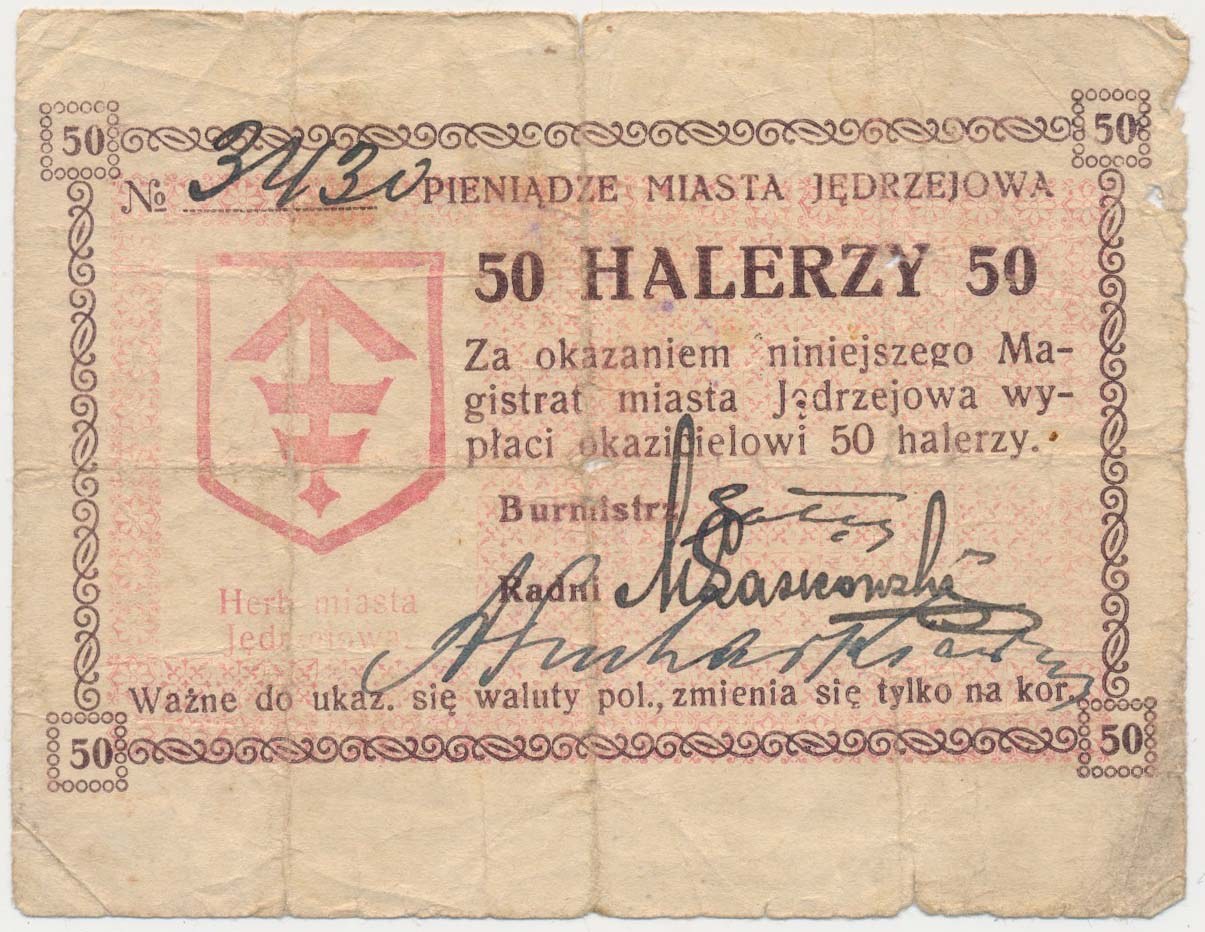 50 50
№ 3430 PIENIĄDZE MIASTA JĘDRZEJOWA
50 HALERZY 50
Za okazaniem niniejszego Ma-
gistrat miasta Jędrzejowa wy-
płaci okazicielowi 50 halerzy.
Burmistrz
Radni
Herb miasta
Jędrzejowa
Ważne do ukaz. się waluty pol., zmienia się tylko na kor.
50 50